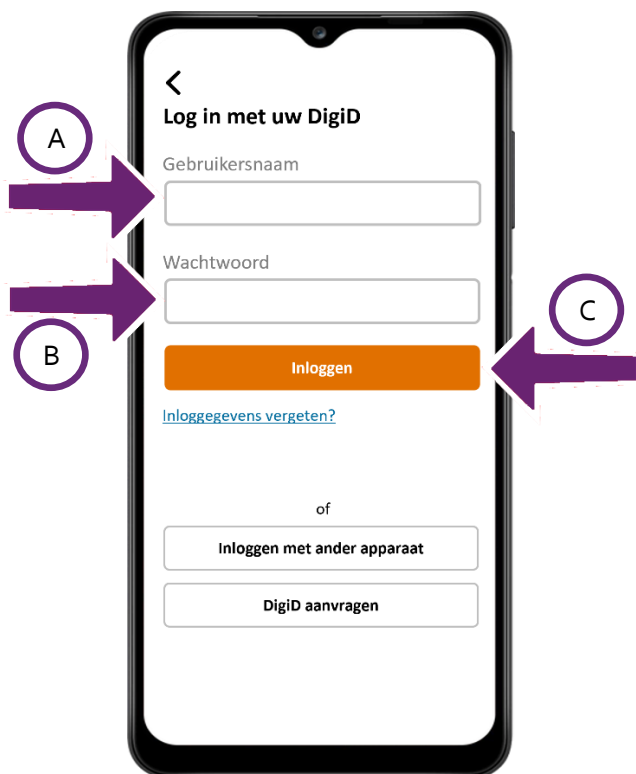 A
Log in met uw DigiD
Gebruikersnaam
Wachtwoord
B
C
Inloggen
Inloggegevens vergeten?
of
Inloggen met ander apparaat
DigiD aanvragen